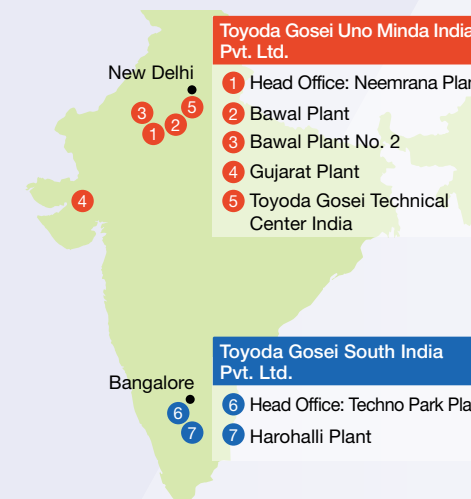 Toyoda Gosei Uno Minda India
Pvt. Ltd.
New Delhi
1 Head Office: Neemrana
2 Bawal Plant
3 Bawal Plant No. 2
4 Gujarat Plant
5 Toyoda Gosei Technical
Center India
3
1
2
5
4
Toyoda Gosei South India
Pvt. Ltd.
Bangalore
6 Head Office: Techno Park
7 Harohalli Plant
6
7